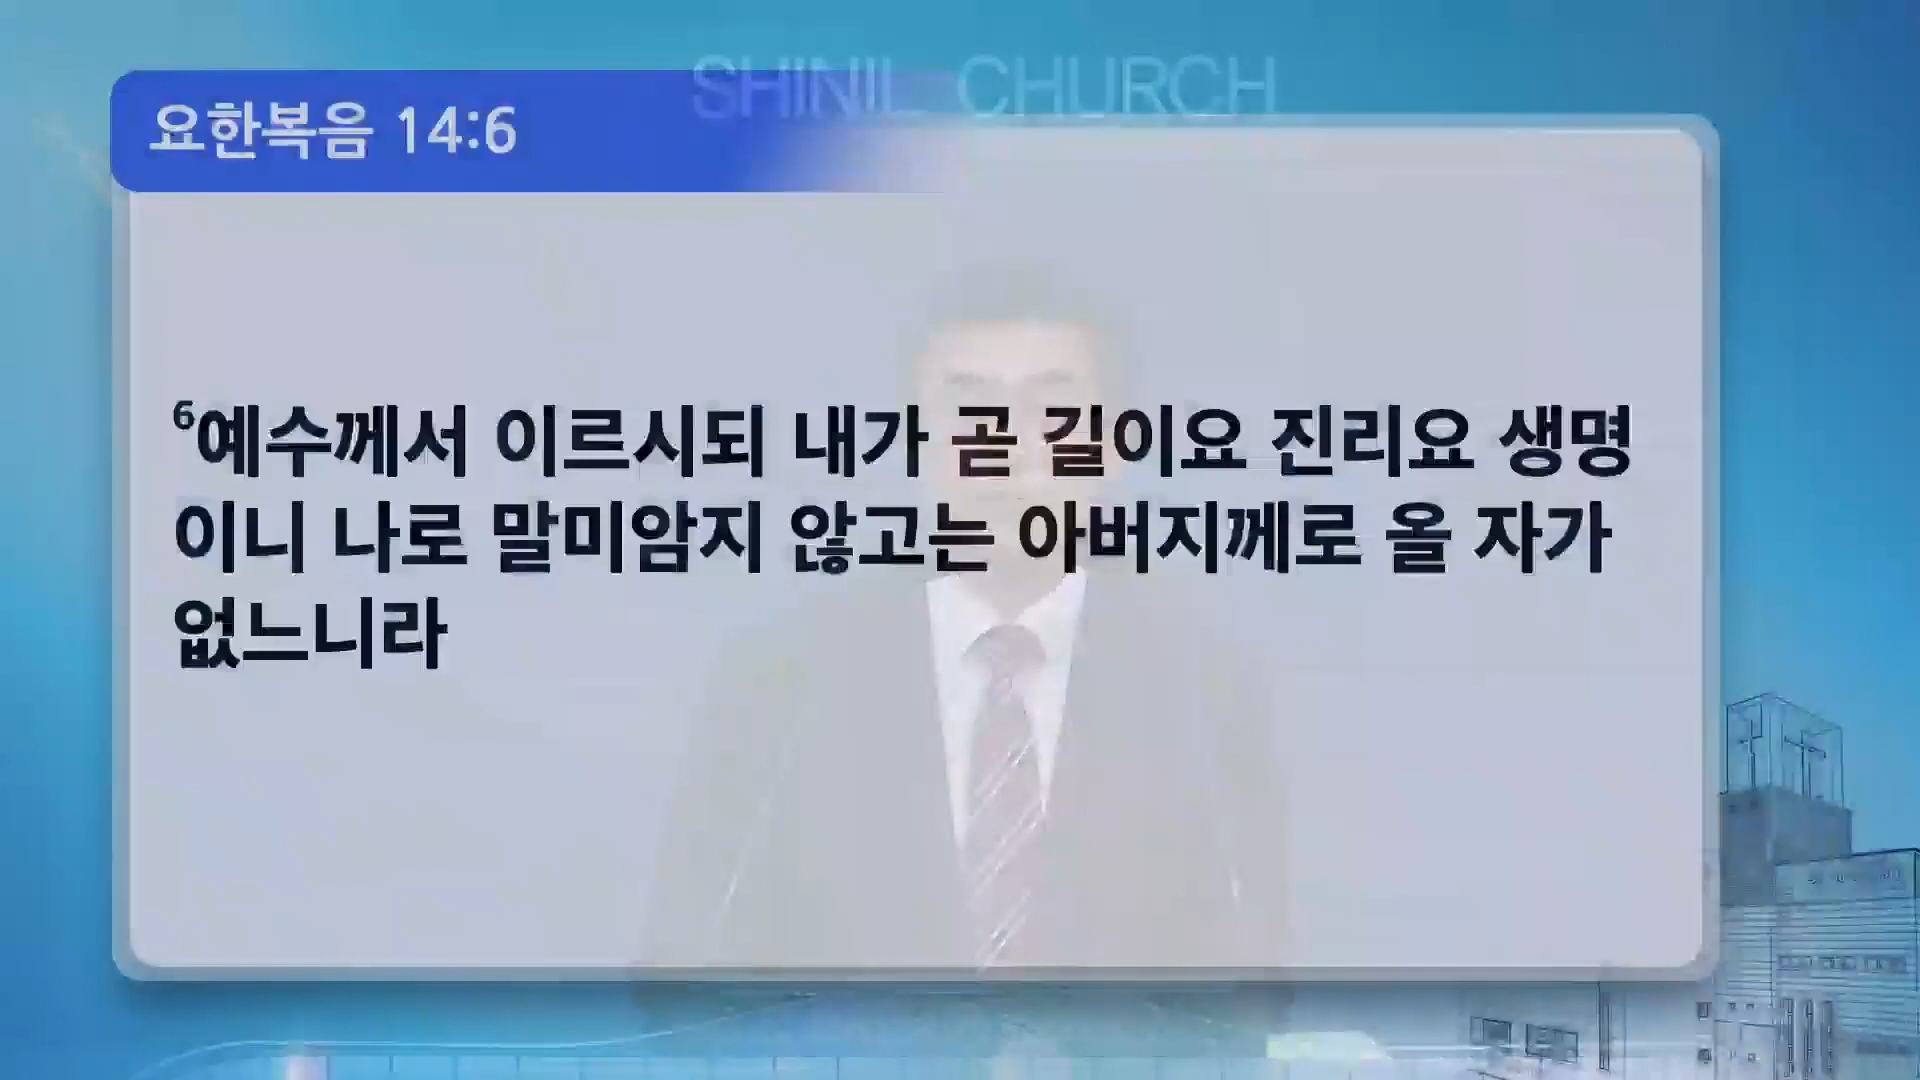 SHINIL CHURCH
요한복음 14:6
6예수께서 이르시되 내가 곧 길이요 진리요 생명
이니 나로 말미암지 않고는 아버지께로 올 자가
없느니라